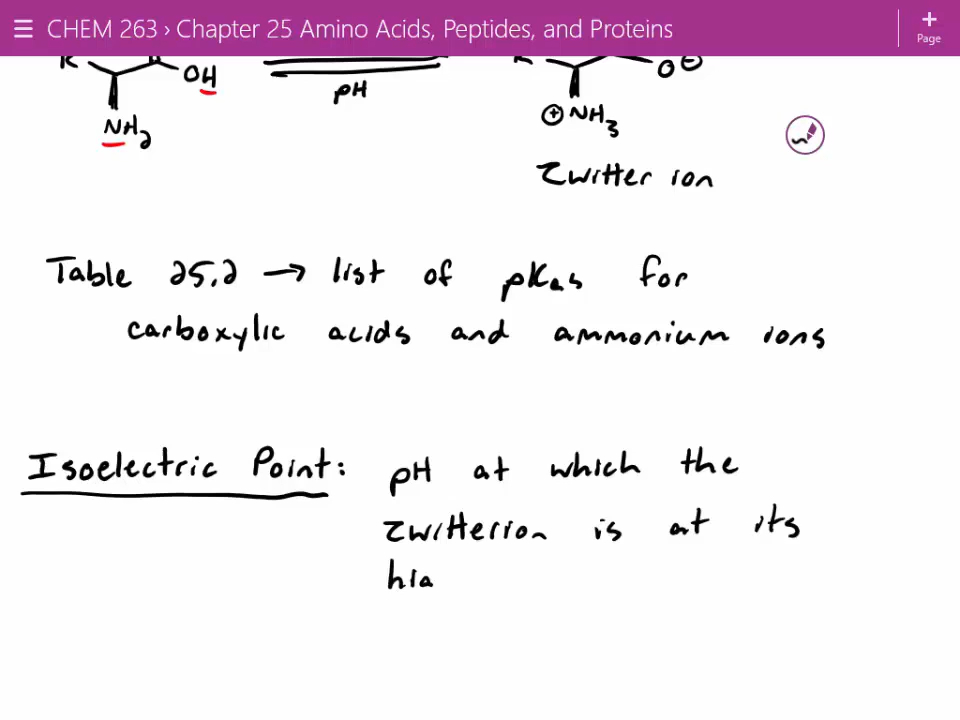 CHEM 263 › Chapter 25 Amino Acids, Peptides, and Proteins
Page
R OH pH R O⊖
NH2 ⊕NH3
Zwitter ion
Table 25.2 → list of pKas for
carboxylic acids and ammonium ions
Isoelectric Point: pH at which the
zwitterion is at its
hia